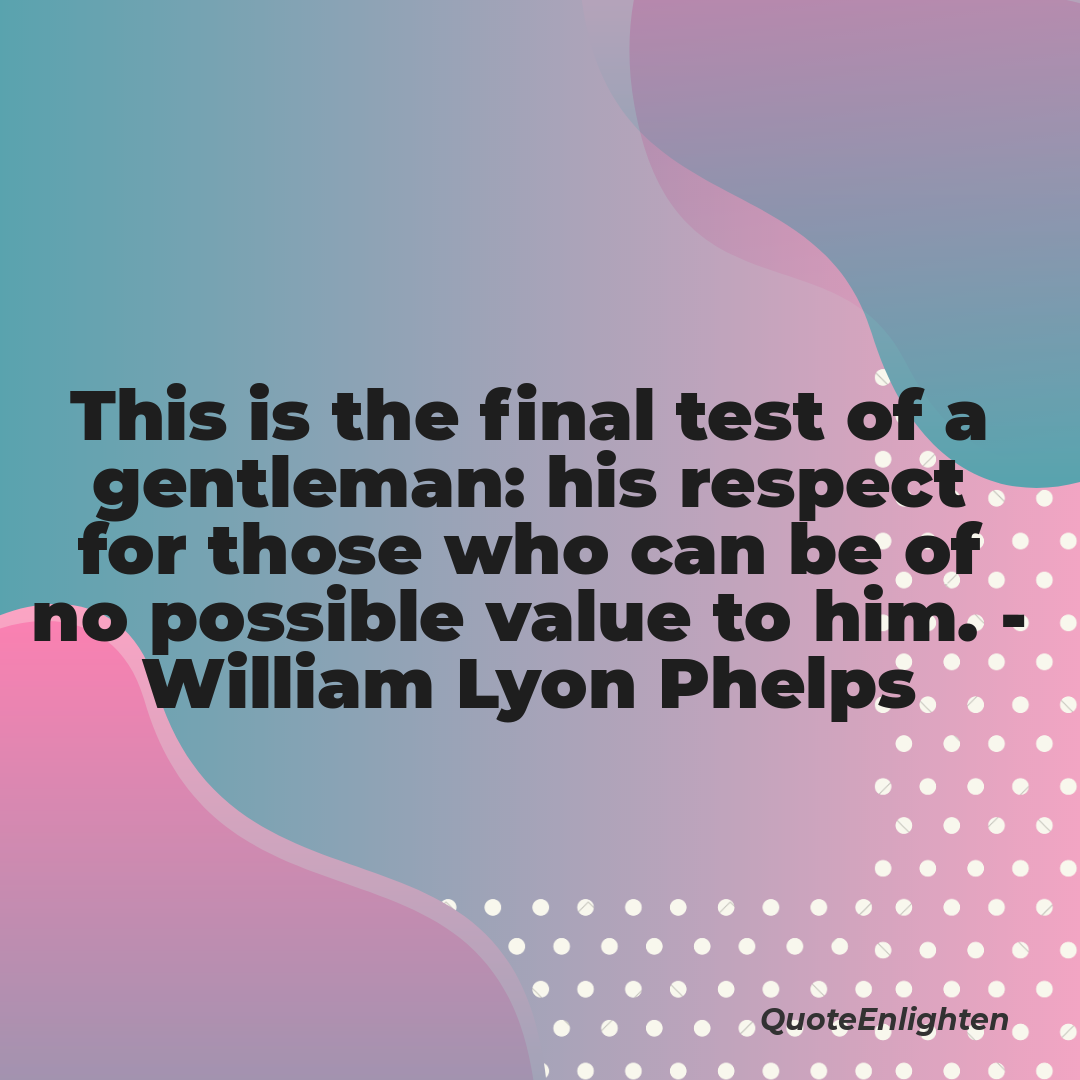 This is the final test of a
gentleman: his respect
for those who can be of
no possible value to him. -
William Lyon Phelps
QuoteEnlighten